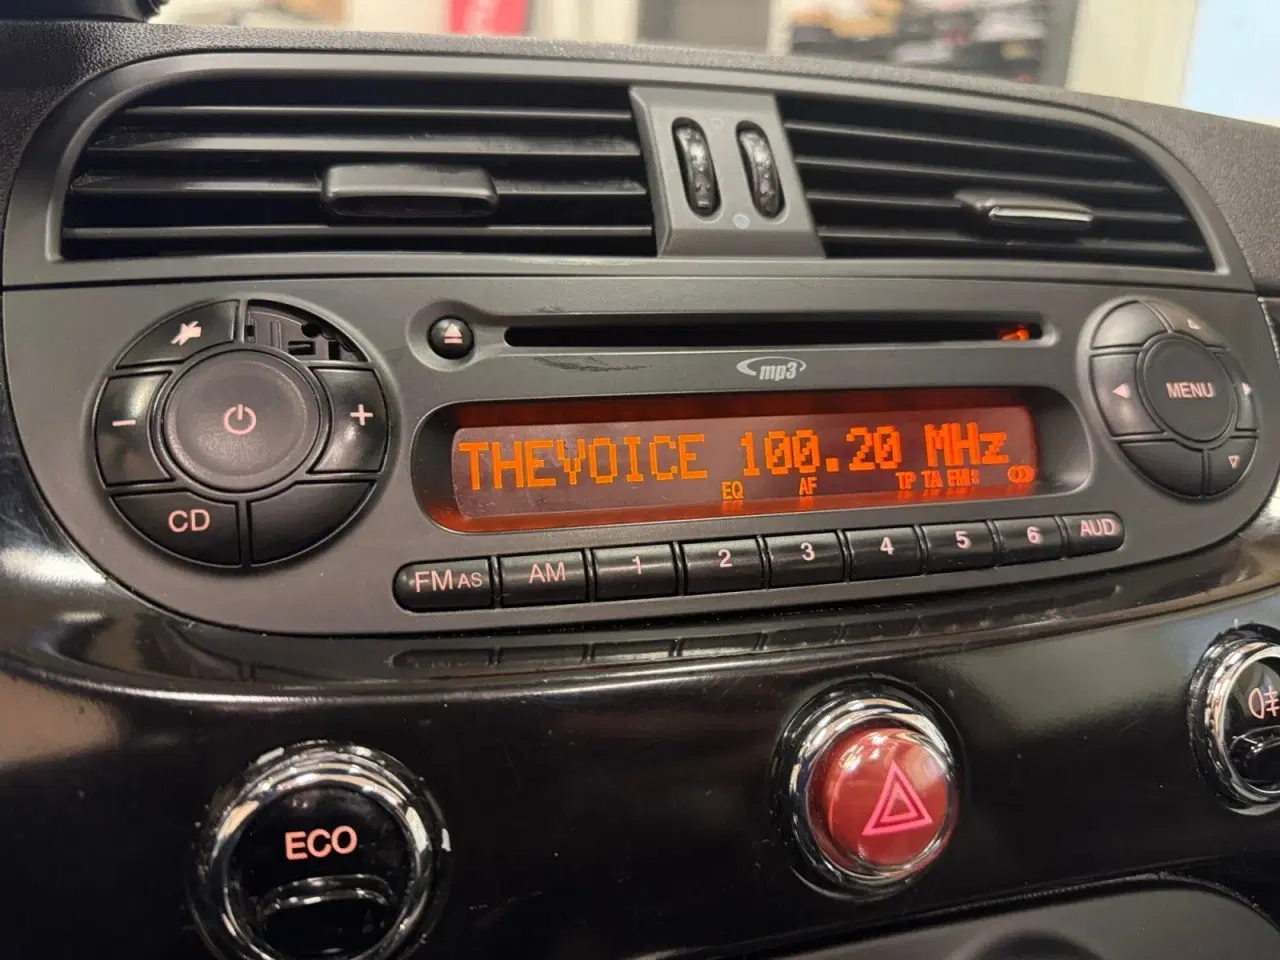 mp3
THEVOICE 100.20 MHz
EQ AF TP TA FM1
MENU
CD
FM AS AM 1 2 3 4 5 6 AUD
ECO